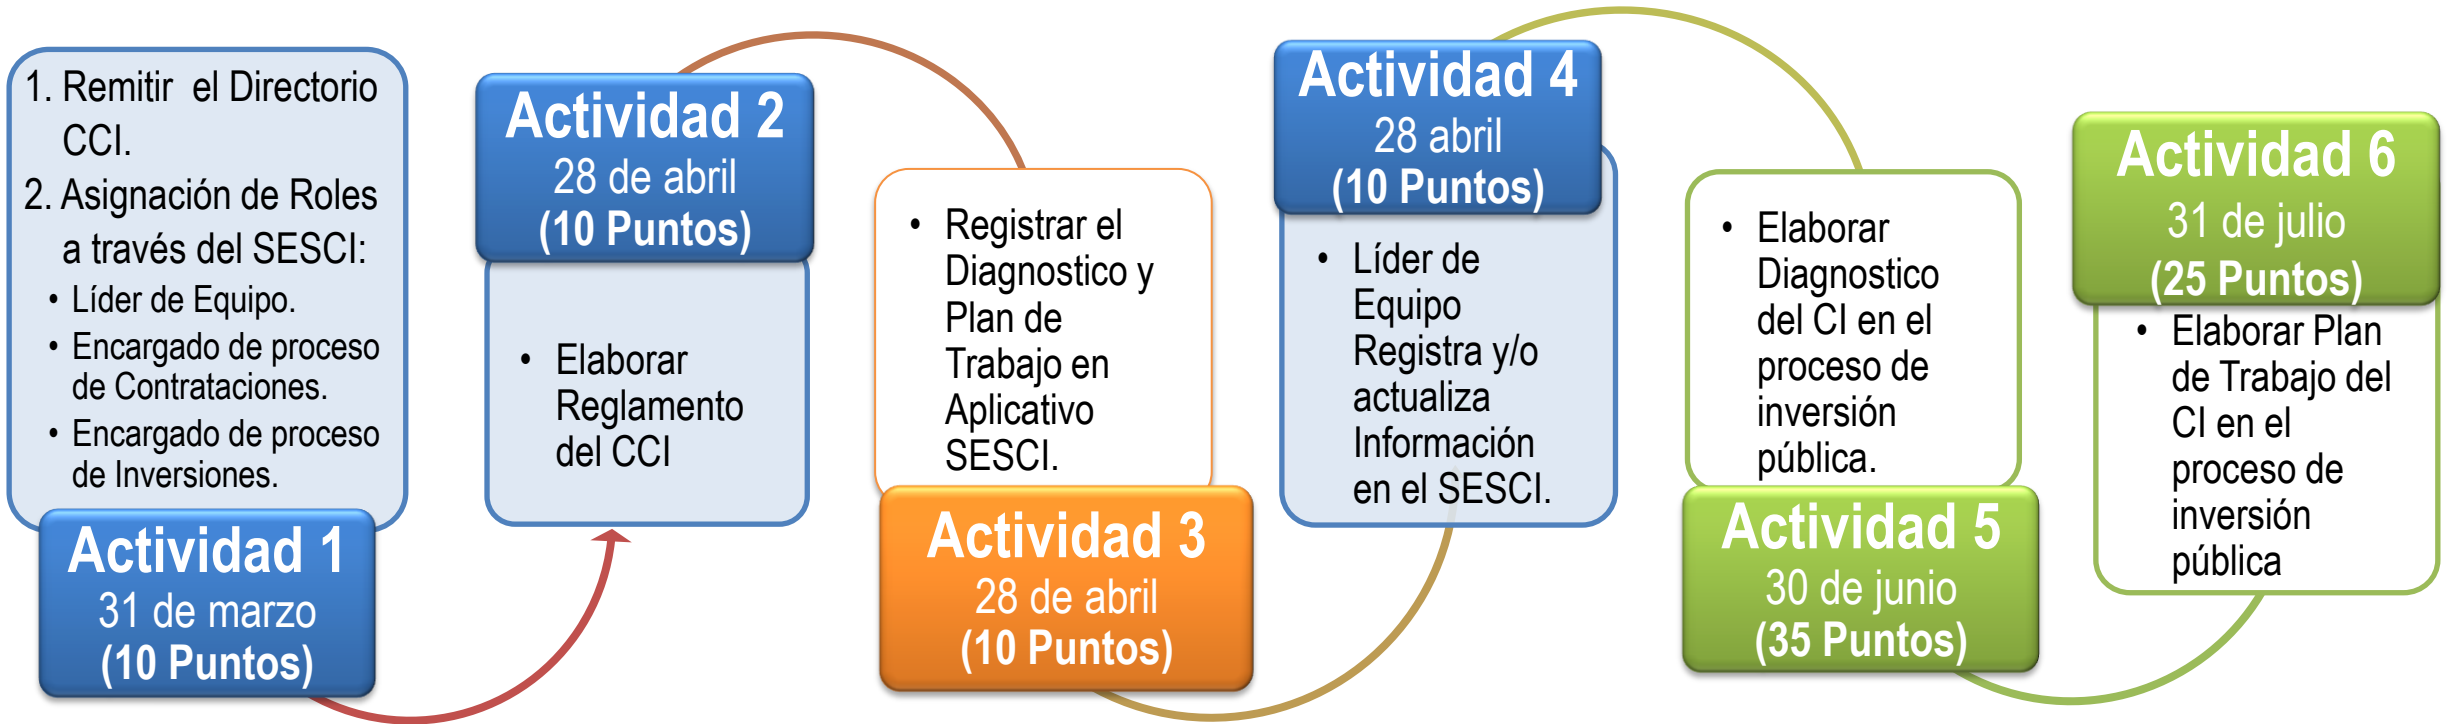 1. Remitir el Directorio
CCI.
2. Asignación de Roles
a través del SESCI:
• Líder de Equipo.
• Encargado de proceso
de Contrataciones.
• Encargado de proceso
de Inversiones.
Actividad 1
31 de marzo
(10 Puntos)
Actividad 2
28 de abril
(10 Puntos)
• Elaborar
Reglamento
del CCI
• Registrar el
Diagnostico y
Plan de
Trabajo en
Aplicativo
SESCI.
Actividad 3
28 de abril
(10 Puntos)
Actividad 4
28 abril
(10 Puntos)
• Líder de
Equipo
Registra y/o
actualiza
Información
en el SESCI.
• Elaborar
Diagnostico
del CI en el
proceso de
inversión
pública.
Actividad 5
30 de junio
(35 Puntos)
Actividad 6
31 de julio
(25 Puntos)
• Elaborar Plan
de Trabajo del
CI en el
proceso de
inversión
pública